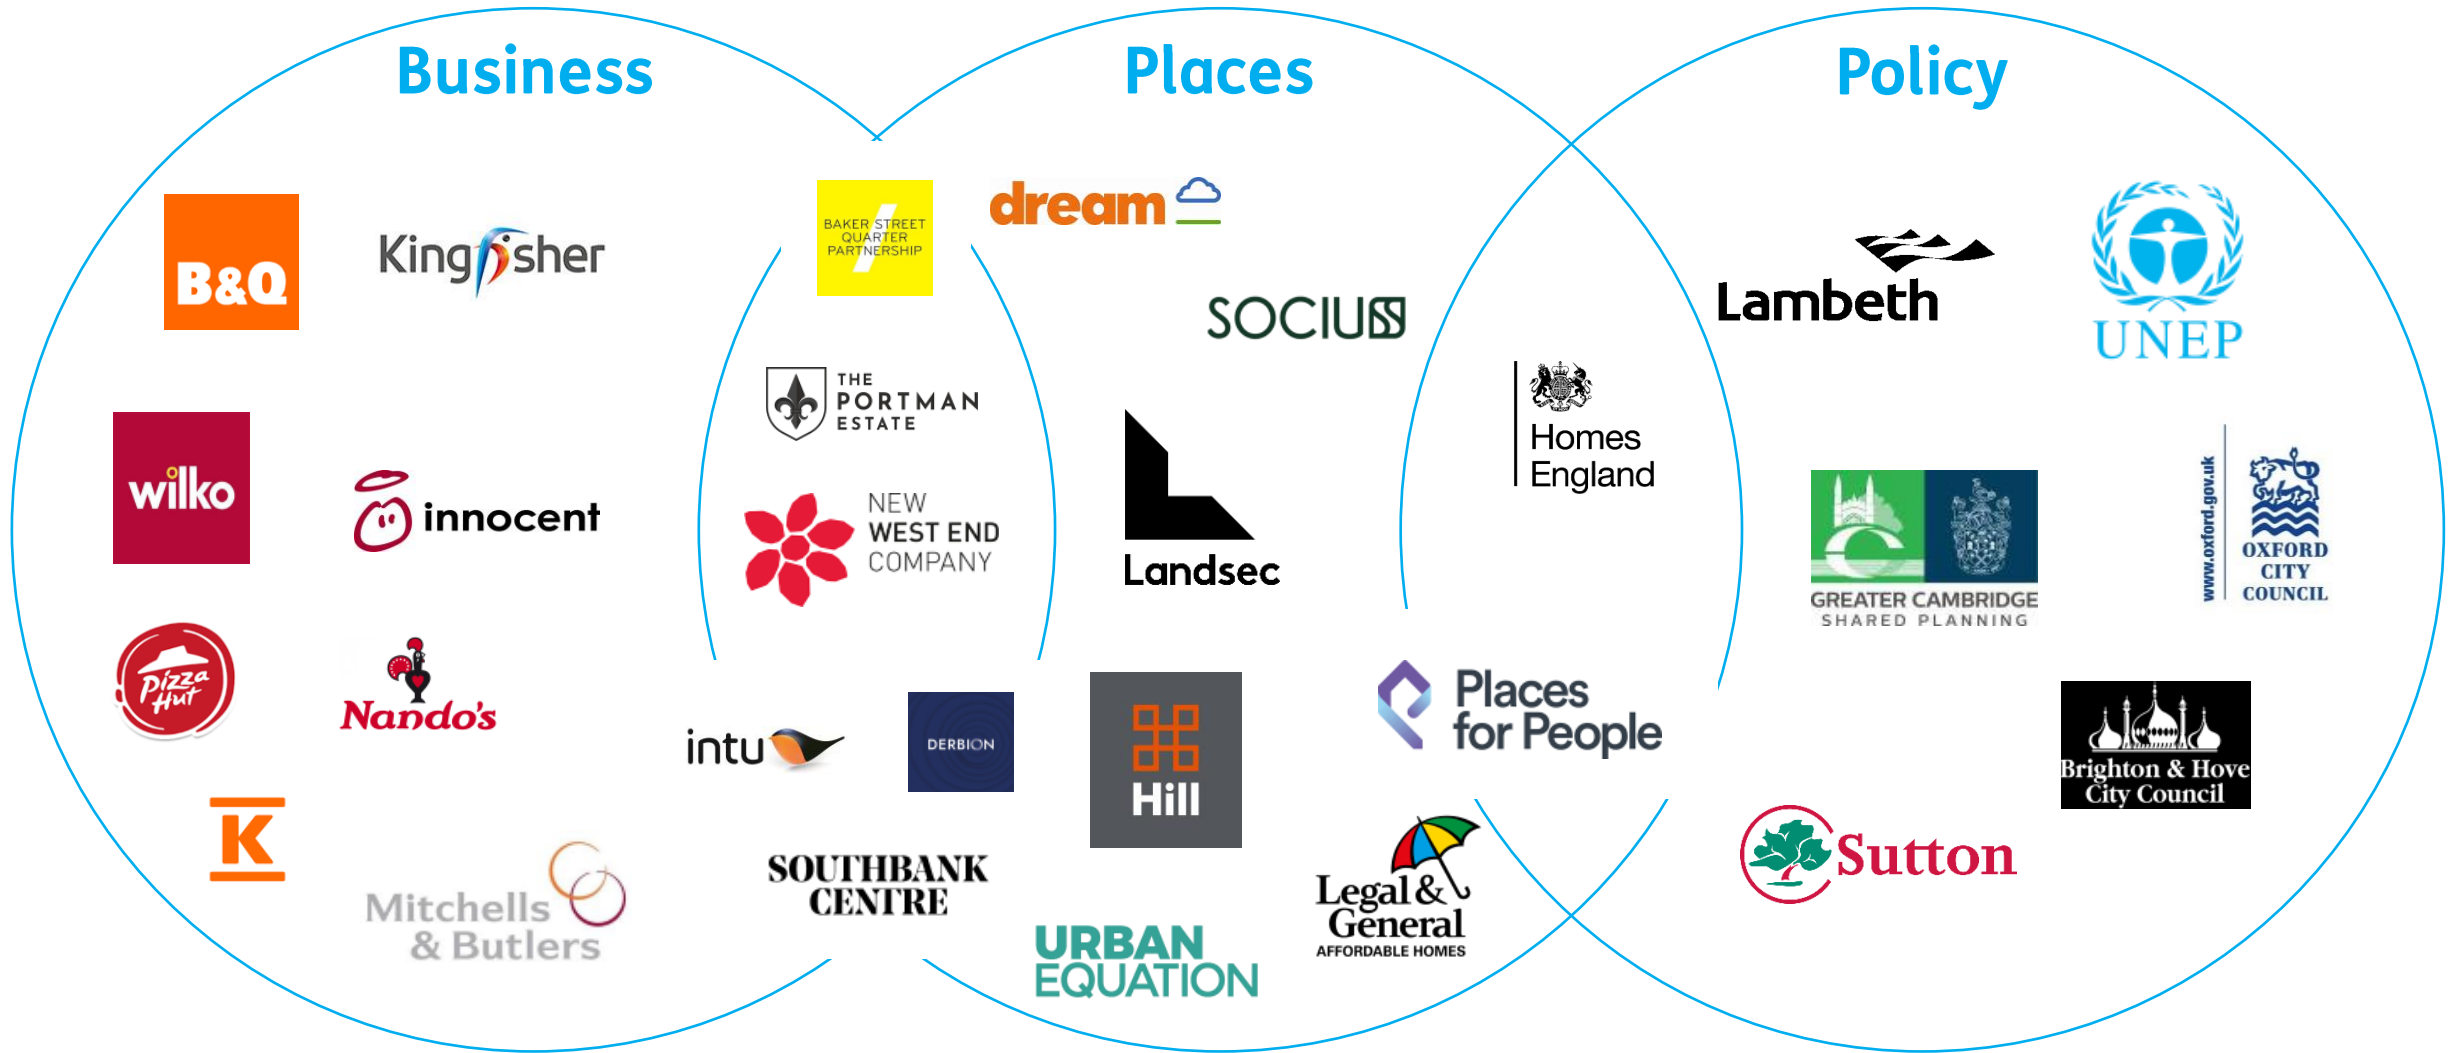 Business
Places
Policy
B&Q
Kingfisher
wilko
innocent
Pizza
Hut
Nando's
K
Mitchells
& Butlers
BAKER STREET
QUARTER
PARTNERSHIP
THE
PORTMAN
ESTATE
NEW
WEST END
COMPANY
intu
DERBION
SOUTHBANK
CENTRE
dream
SOCIUS
Landsec
Hill
URBAN
EQUATION
Homes
England
Places
for People
Legal &
General
AFFORDABLE HOMES
Lambeth
UNEP
GREATER CAMBRIDGE
SHARED PLANNING
www.oxford.gov.uk
OXFORD
CITY
COUNCIL
Brighton & Hove
City Council
Sutton